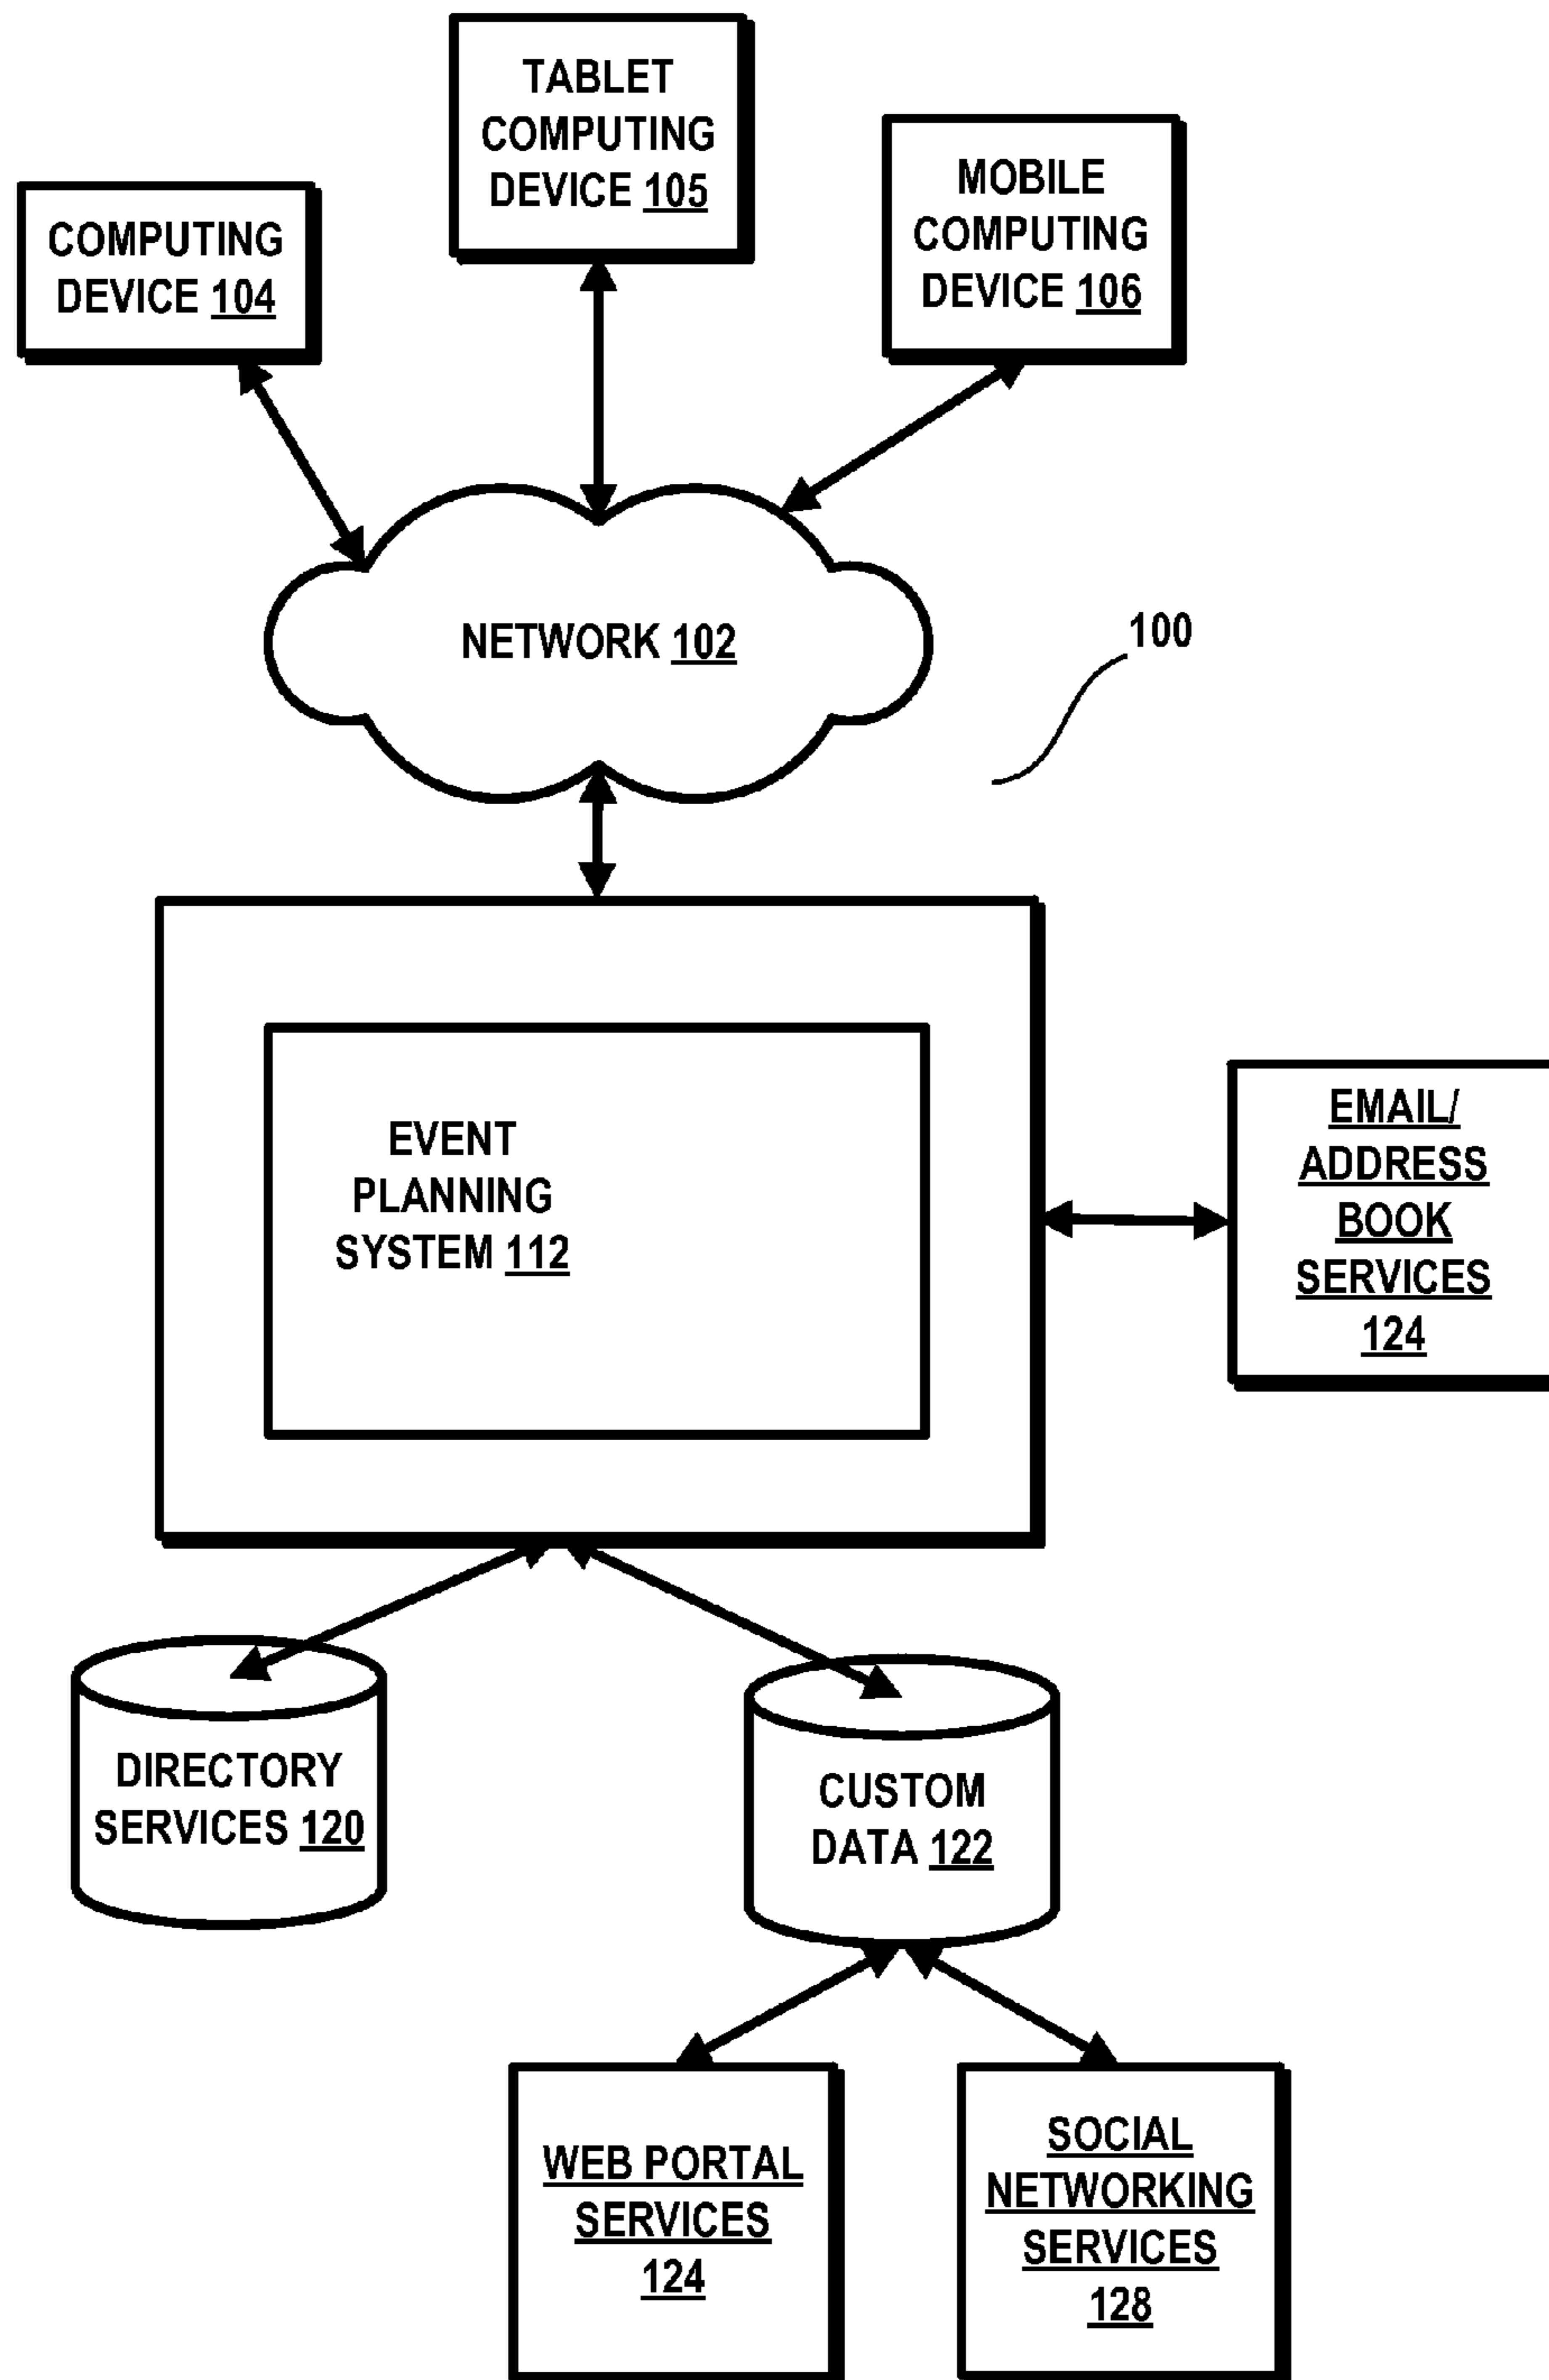 TABLET
COMPUTING
DEVICE 105
MOBILE
COMPUTING
DEVICE 106
COMPUTING
DEVICE 104
NETWORK 102
100
EVENT
PLANNING
SYSTEM 112
EMAIL/
ADDRESS
BOOK
SERVICES
124
DIRECTORY
SERVICES 120
CUSTOM
DATA 122
WEB PORTAL
SERVICES
124
SOCIAL
NETWORKING
SERVICES
128